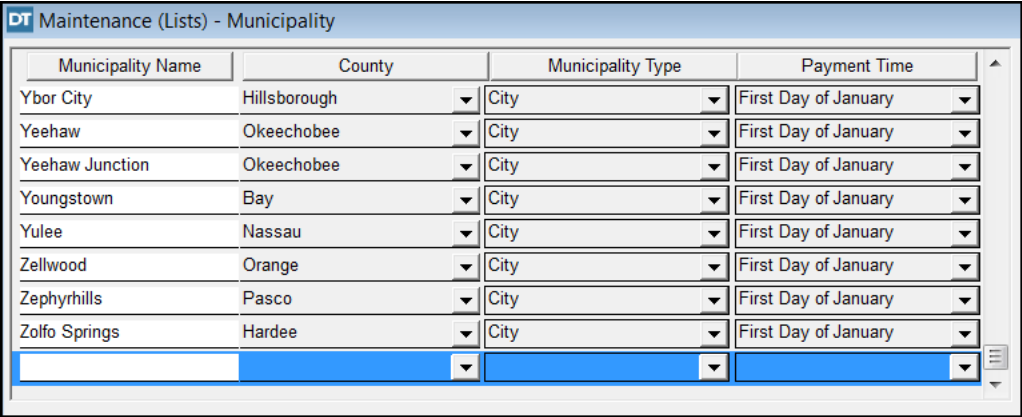 DT Maintenance (Lists) - Municipality
Municipality Name County Municipality Type Payment Time
Ybor City Hillsborough City First Day of January
Yeehaw Okeechobee City First Day of January
Yeehaw Junction Okeechobee City First Day of January
Youngstown Bay City First Day of January
Yulee Nassau City First Day of January
Zellwood Orange City First Day of January
Zephyrhills Pasco City First Day of January
Zolfo Springs Hardee City First Day of January